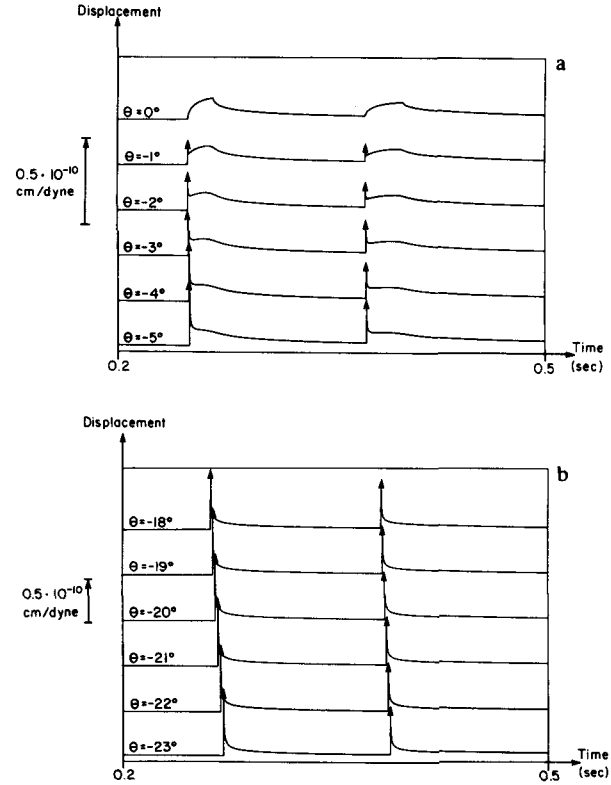 Displacement
a
θ=0°
θ=-1°
0.5·10⁻¹⁰
cm/dyne
θ=-2°
θ=-3°
θ=-4°
θ=-5°
Time
(sec)
0.2
0.5
Displacement
b
θ=-18°
θ=-19°
0.5·10⁻¹⁰
cm/dyne
θ=-20°
θ=-21°
θ=-22°
θ=-23°
Time
(sec)
0.2
0.5